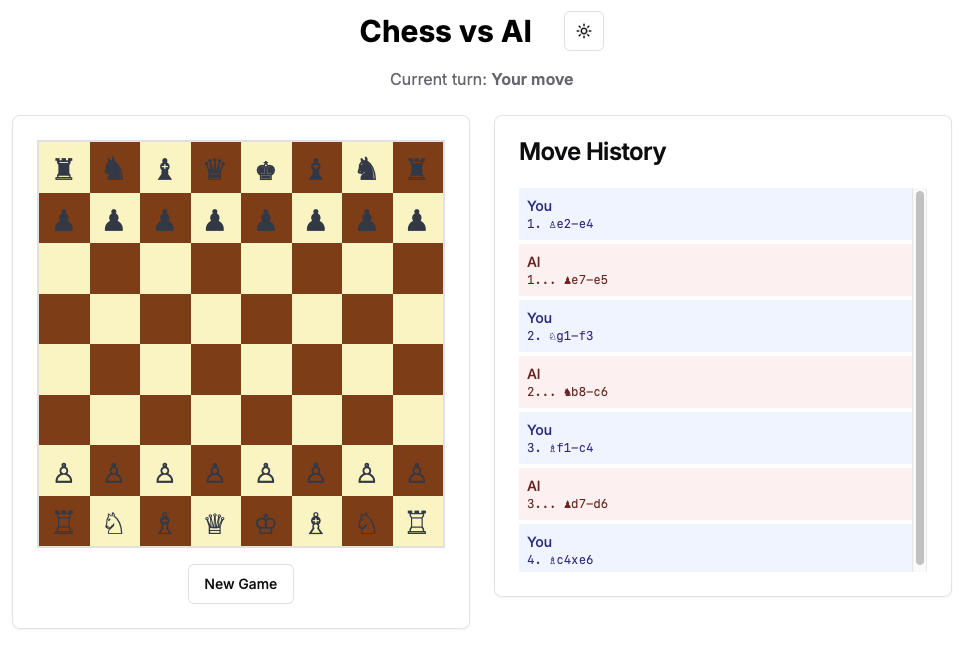 Chess vs AI
Current turn: Your move
Move History
You
1. ♙e2–e4
AI
1... ♟e7–e5
You
2. ♘g1–f3
AI
2... ♞b8–c6
You
3. ♗f1–c4
AI
3... ♟d7–d6
You
4. ♗c4xe6
New Game